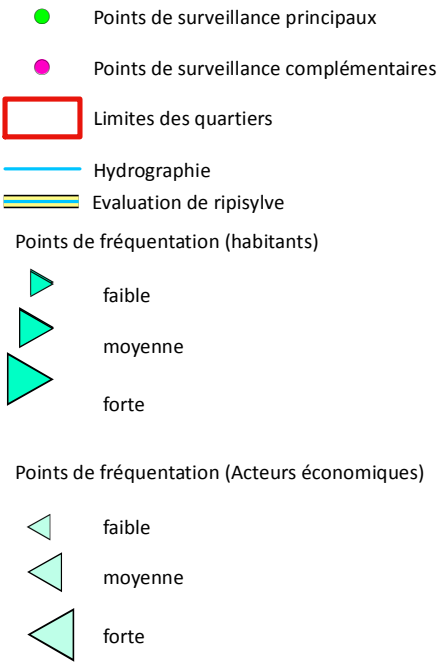 Points de surveillance principaux
Points de surveillance complémentaires
Limites des quartiers
Hydrographie
Evaluation de ripisylve
Points de fréquentation (habitants)
faible
moyenne
forte
Points de fréquentation (Acteurs économiques)
faible
moyenne
forte